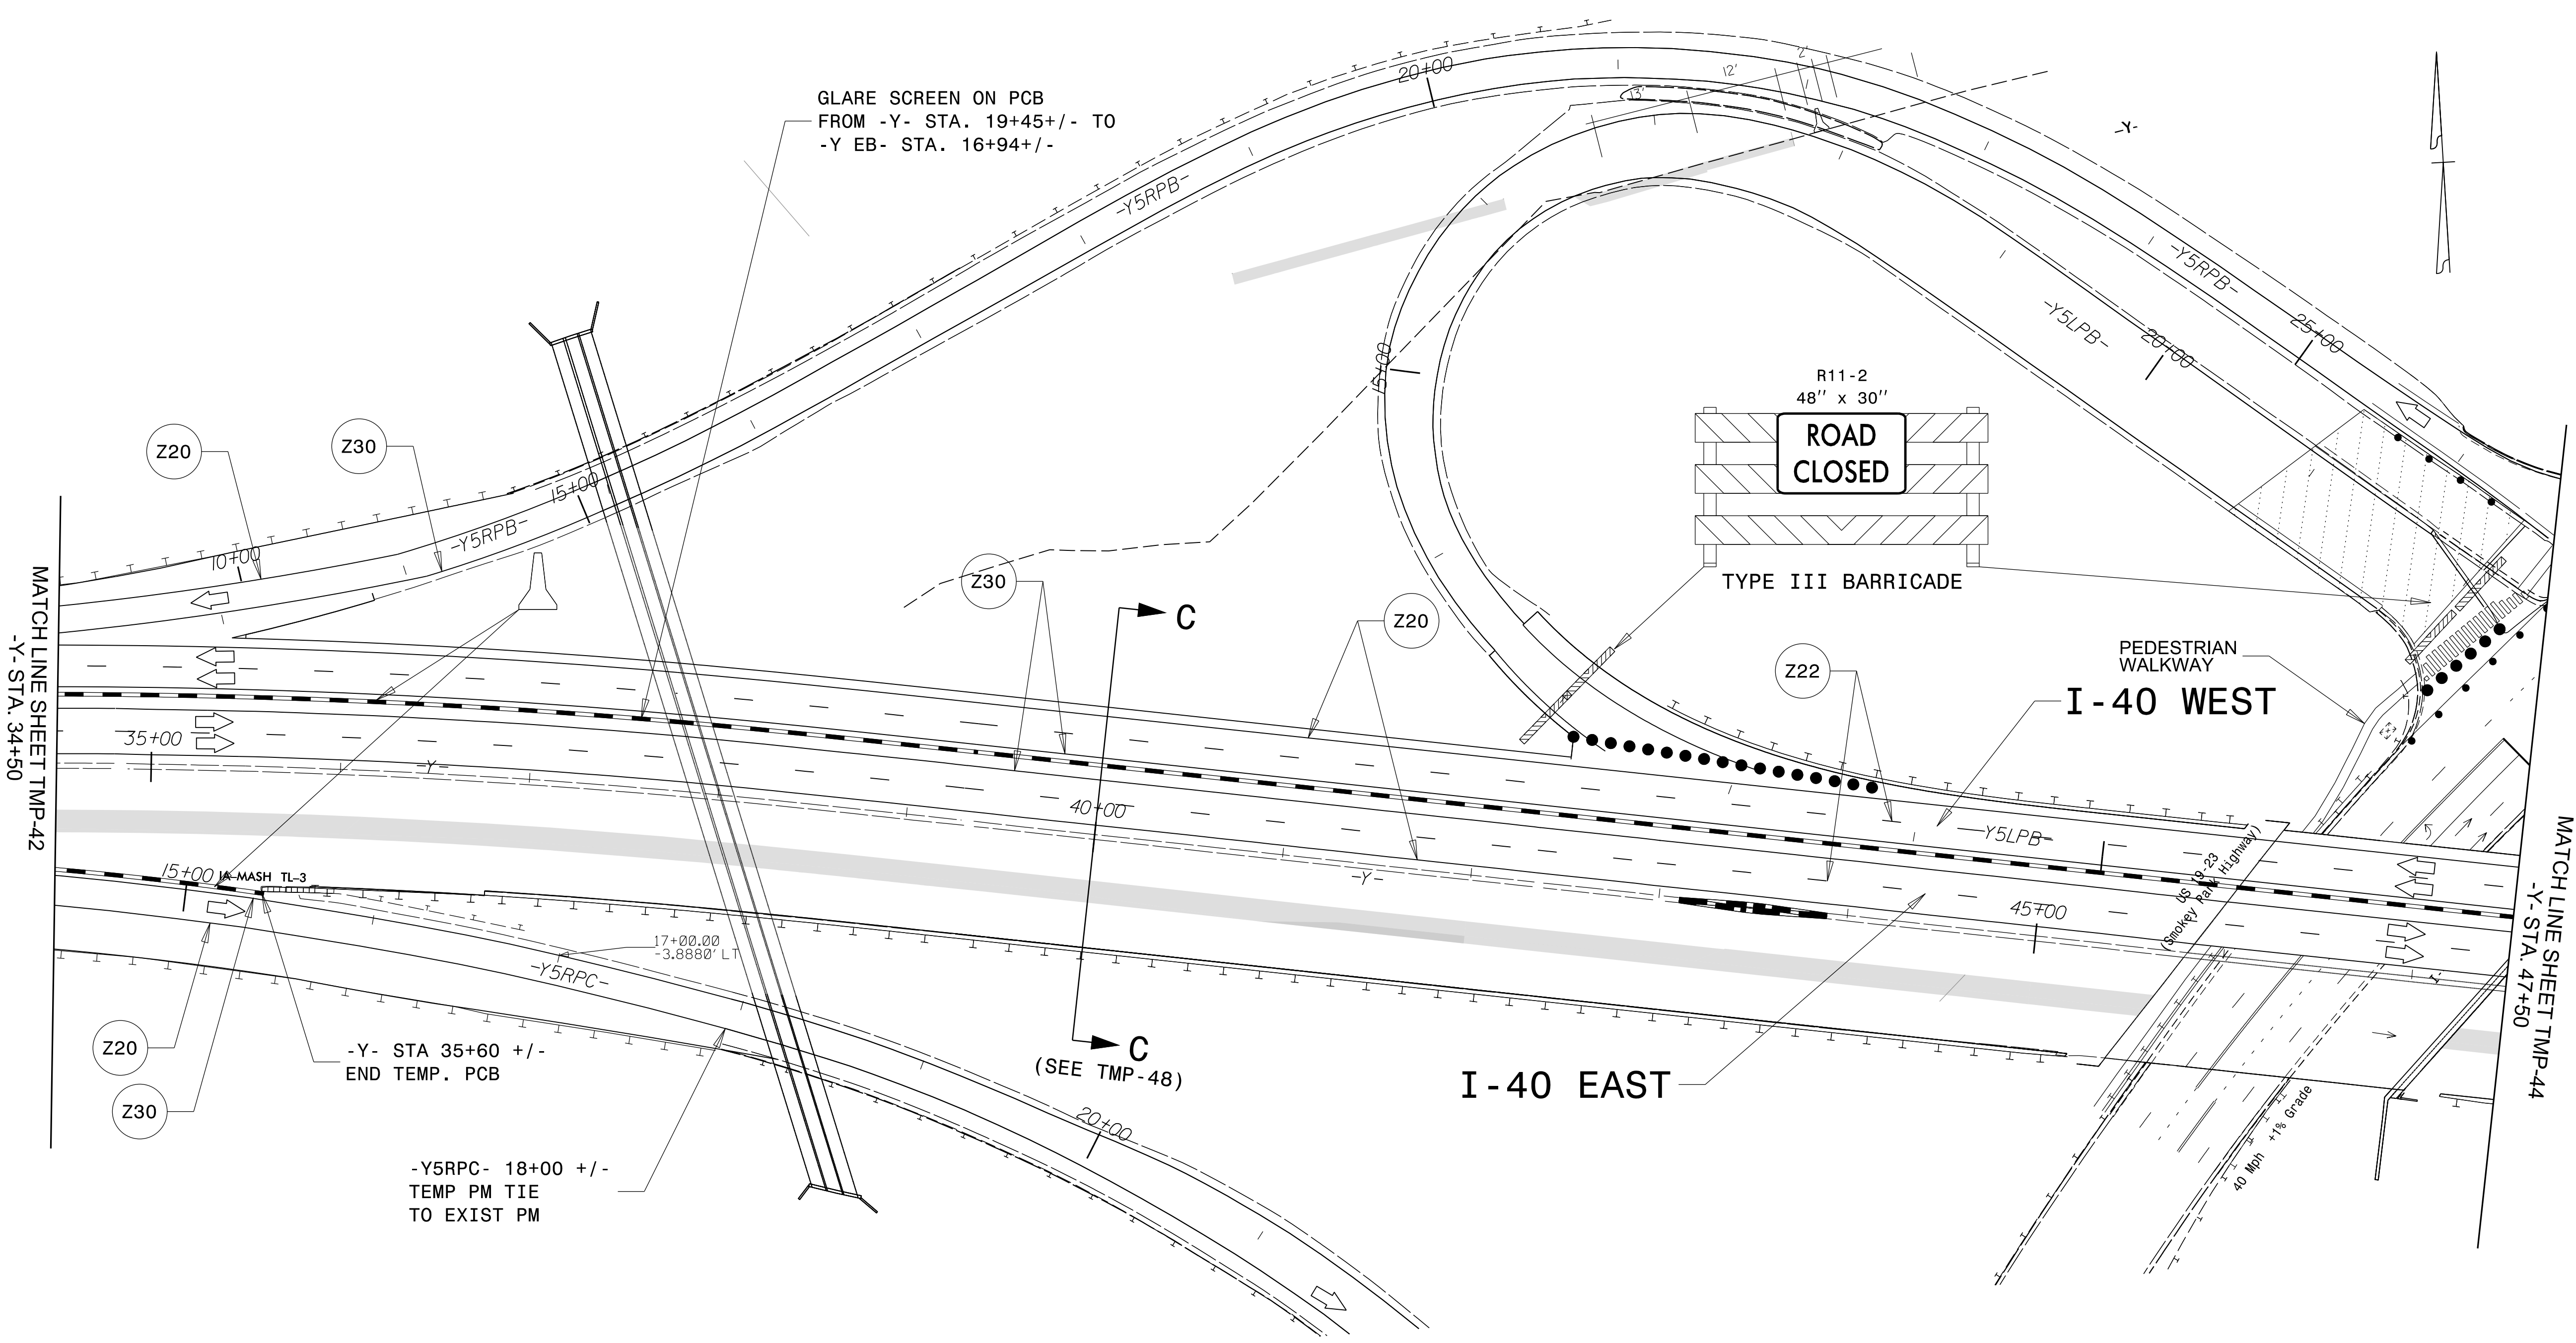 GLARE SCREEN ON PCB
FROM -Y- STA. 19+45+/- TO
-Y EB- STA. 16+94+/-
20+00
12'
2'
13'
-Y-
-Y5RPB-
-Y5RPB-
-Y5LPB-
20+00
25+00
15+00
R11-2
48" x 30"
ROAD
CLOSED
TYPE III BARRICADE
Z20
Z30
15+00
-Y5RPB-
10+00
Z30
C
Z20
Z22
PEDESTRIAN
WALKWAY
I-40 WEST
MATCH LINE SHEET TMP-42
-Y- STA. 34+50
35+00
-Y-
40+00
-Y5LPB-
-Y-
45+00
US 19-23
(Smokey Park Highway)
MATCH LINE SHEET TMP-44
-Y- STA. 47+50
15+00
IA-MASH TL-3
17+00.00
-3.8880' LT
-Y5RPC-
Z20
Z30
-Y- STA 35+60 +/-
END TEMP. PCB
C
(SEE TMP-48)
I-40 EAST
20+00
-Y5RPC- 18+00 +/-
TEMP PM TIE
TO EXIST PM
40 Mph +1% Grade